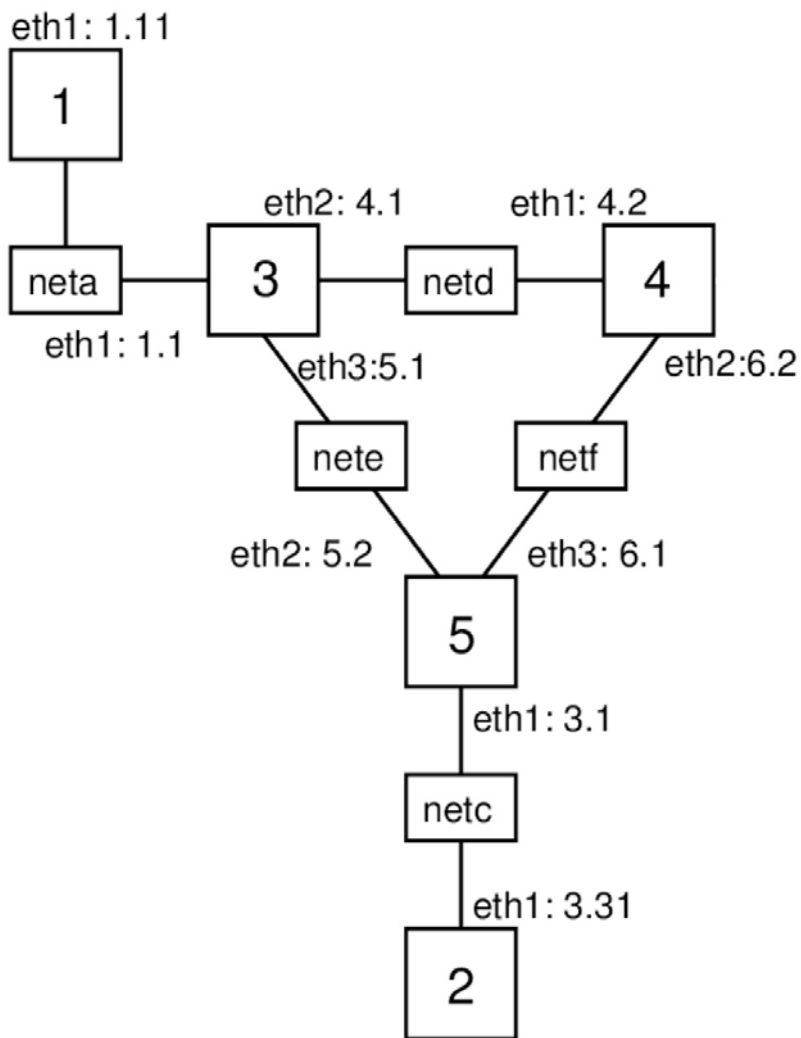 eth1: 1.11
1
eth2: 4.1
eth1: 4.2
neta
3
netd
4
eth1: 1.1
eth3:5.1
eth2:6.2
nete
netf
eth2: 5.2
eth3: 6.1
5
eth1: 3.1
netc
eth1: 3.31
2